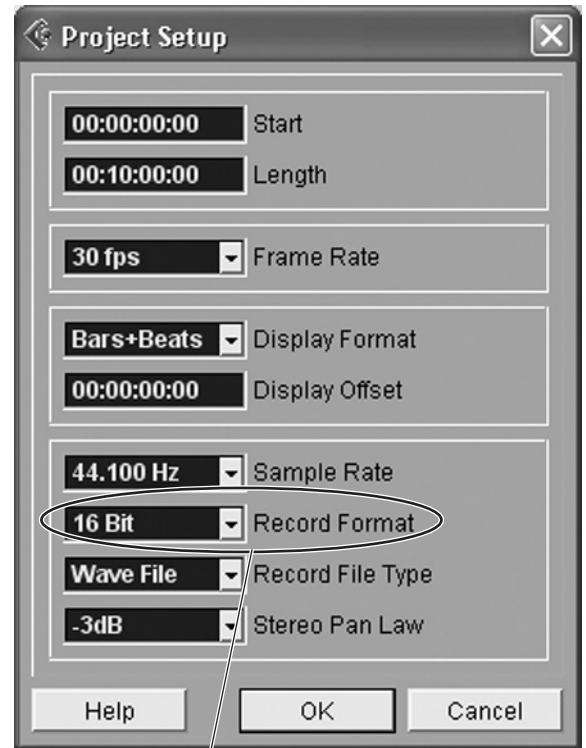 Project Setup
00:00:00:00 Start
00:10:00:00 Length
30 fps Frame Rate
Bars+Beats Display Format
00:00:00:00 Display Offset
44.100 Hz Sample Rate
16 Bit Record Format
Wave File Record File Type
-3dB Stereo Pan Law
Help OK Cancel